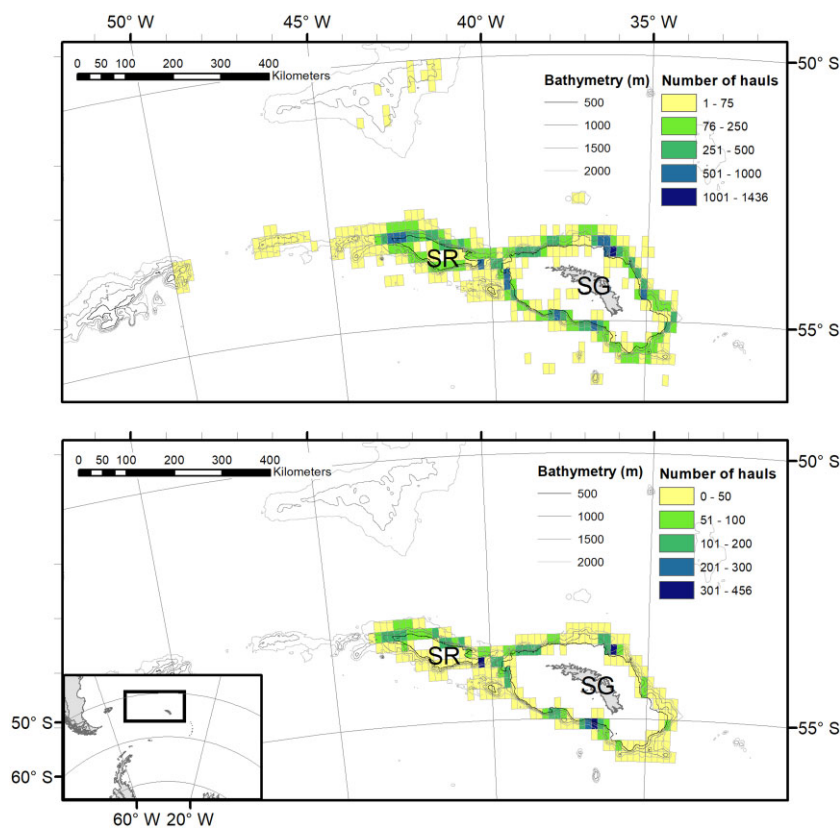 50° W 45° W 40° W 35° W
0 50 100 200 300 400
Kilometers
Bathymetry (m)
500
1000
1500
2000
Number of hauls
1 - 75
76 - 250
251 - 500
501 - 1000
1001 - 1436
50° S
SR
SG
55° S
0 50 100 200 300 400
Kilometers
Bathymetry (m)
500
1000
1500
2000
Number of hauls
0 - 50
51 - 100
101 - 200
201 - 300
301 - 456
50° S
SR
SG
55° S
50° S
60° S
60° W 20° W